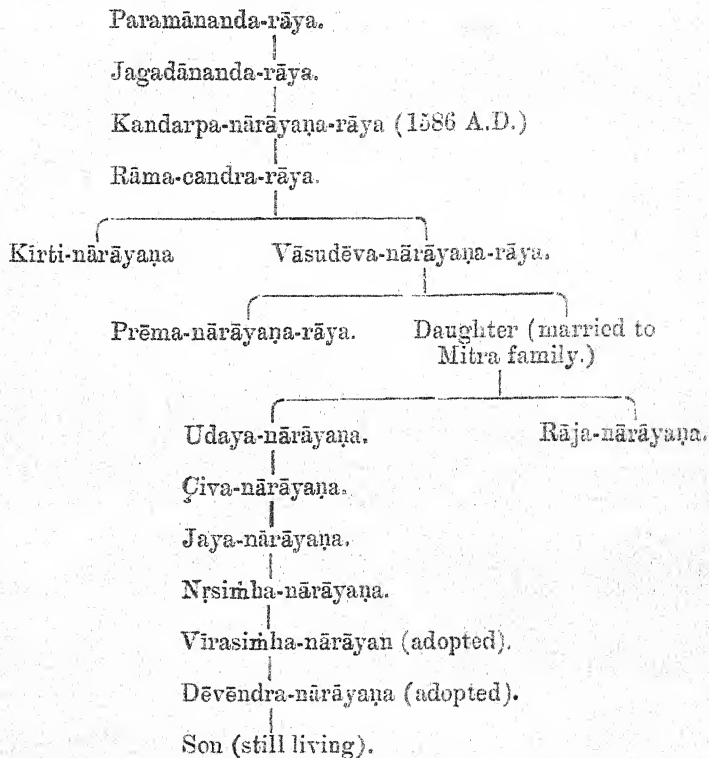 Paramānanda-rāya.
Jagadānanda-rāya.
Kandarpa-nārāyaṇa-rāya (1586 A.D.)
Rāma-candra-rāya.
Kīrti-nārāyaṇa Vāsudēva-nārāyaṇa-rāya.
Prēma-nārāyaṇa-rāya. Daughter (married to
Mitra family.)
Udaya-nārāyaṇa. Rāja-nārāyaṇa.
Çiva-nārāyaṇa.
Jaya-nārāyaṇa.
Nṛsiṁha-nārāyaṇa.
Vīrasiṁha-nārāyan (adopted).
Dēvēndra-nārāyaṇa (adopted).
Son (still living).